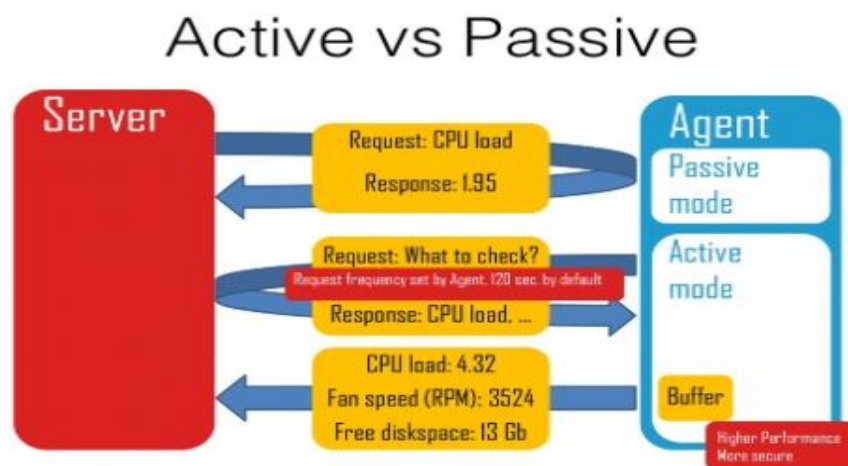 Active vs Passive
Server
Request: CPU load
Response: 1.95
Agent
Passive
mode
Request: What to check?
Request frequency set by Agent, 120 sec. by default
Response: CPU load, ...
Active
mode
CPU load: 4.32
Fan speed (RPM): 3524
Free diskspace: 13 Gb
Buffer
Higher Performance
More secure